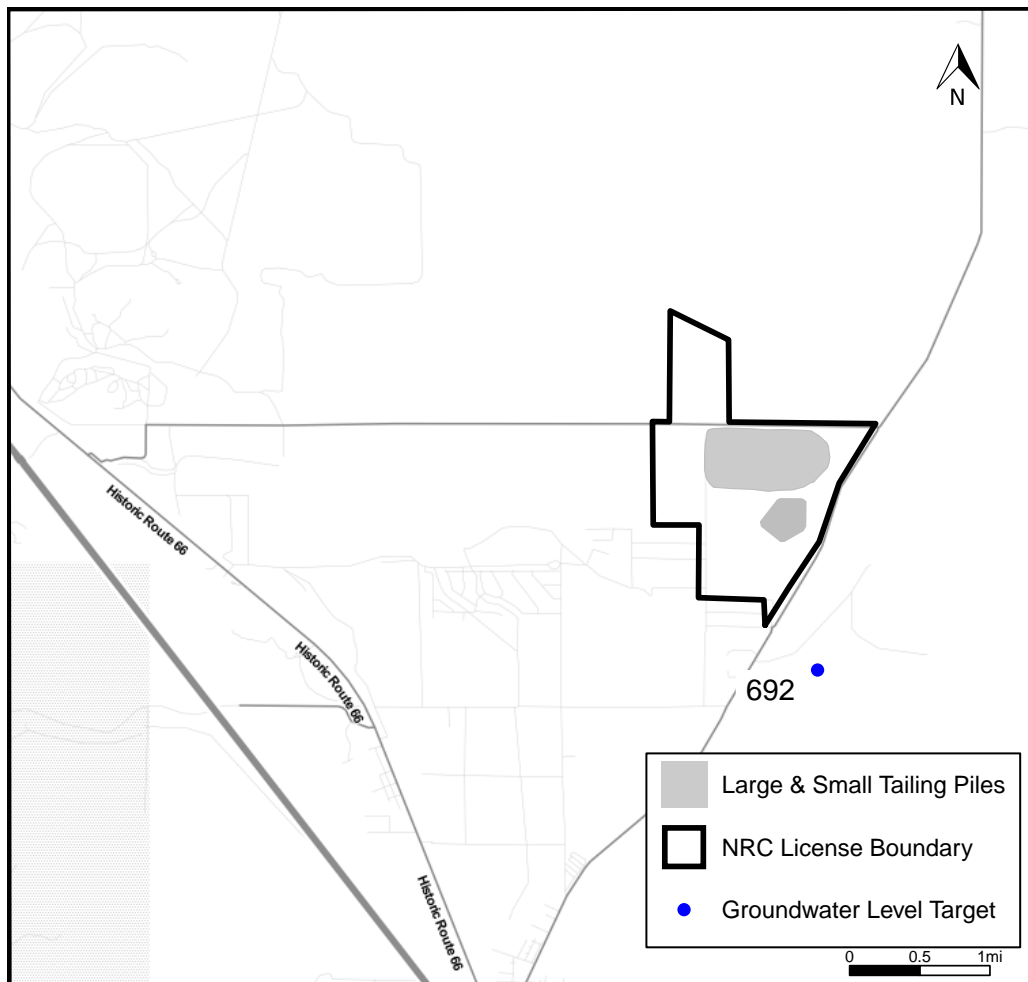 N
Historic Route 66
Historic Route 66
692
Large & Small Tailing Piles
NRC License Boundary
Historic Route 66
Groundwater Level Target
0 0.5 1mi